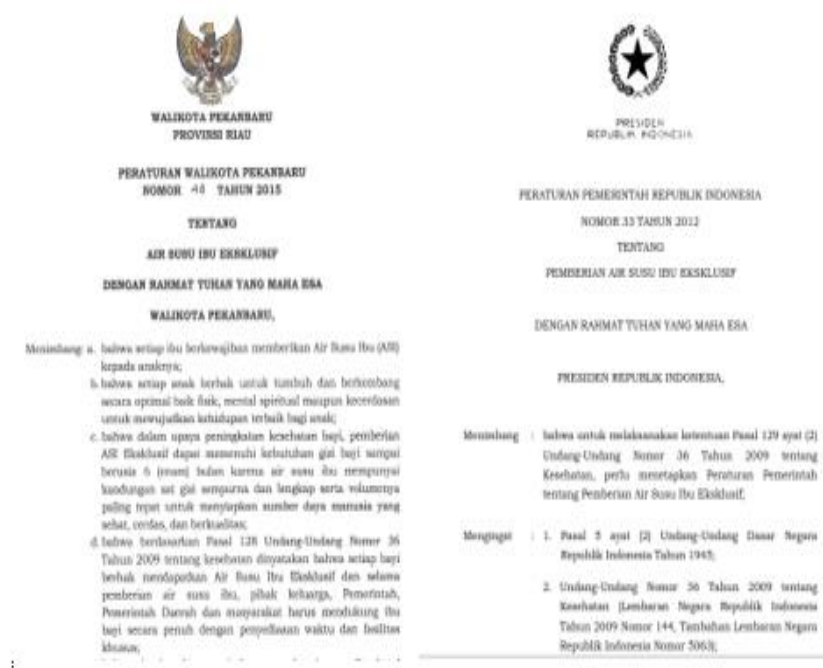 WALIKOTA PEKANBARU
PROVINSI RIAU
PERATURAN WALIKOTA PEKANBARU
NOMOR 48 TAHUN 2015
TENTANG
AIR SUSU IBU EKSKLUSIF
DENGAN RAHMAT TUHAN YANG MAHA ESA
WALIKOTA PEKANBARU,
Menimbang: a. bahwa setiap ibu berkewajiban memberikan Air Susu Ibu (ASI)
kepada anaknya;
b. bahwa setiap anak berhak untuk tumbuh dan berkembang
secara optimal baik fisik, mental spiritual maupun kecerdasan
untuk mewujudkan kehidupan terbaik bagi anak;
c. bahwa dalam upaya peningkatan kesehatan bayi, pemberian
ASI Eksklusif dapat memenuhi kebutuhan gizi bayi sampai
berusia 6 (enam) bulan karena air susu ibu mempunyai
kandungan zat gizi sempurna dan lengkap serta volumenya
paling tepat untuk menyiapkan sumber daya manusia yang
sehat, cerdas, dan berkualitas;
d. bahwa berdasarkan Pasal 128 Undang-Undang Nomor 36
Tahun 2009 tentang kesehatan dinyatakan bahwa setiap bayi
berhak mendapatkan Air Susu Ibu Eksklusif dan selama
pemberian air susu ibu, pihak keluarga, Pemerintah,
Pemerintah Daerah dan masyarakat harus mendukung ibu
bayi secara penuh dengan penyediaan waktu dan fasilitas
khusus;
PRESIDEN
REPUBLIK INDONESIA
PERATURAN PEMERINTAH REPUBLIK INDONESIA
NOMOR 33 TAHUN 2012
TENTANG
PEMBERIAN AIR SUSU IBU EKSKLUSIF
DENGAN RAHMAT TUHAN YANG MAHA ESA
PRESIDEN REPUBLIK INDONESIA,
Menimbang : bahwa untuk melaksanakan ketentuan Pasal 129 ayat (2)
Undang-Undang Nomor 36 Tahun 2009 tentang
Kesehatan, perlu menetapkan Peraturan Pemerintah
tentang Pemberian Air Susu Ibu Eksklusif;
Mengingat : 1. Pasal 5 ayat (2) Undang-Undang Dasar Negara
Republik Indonesia Tahun 1945;
2. Undang-Undang Nomor 36 Tahun 2009 tentang
Kesehatan (Lembaran Negara Republik Indonesia
Tahun 2009 Nomor 144, Tambahan Lembaran Negara
Republik Indonesia Nomor 5063);